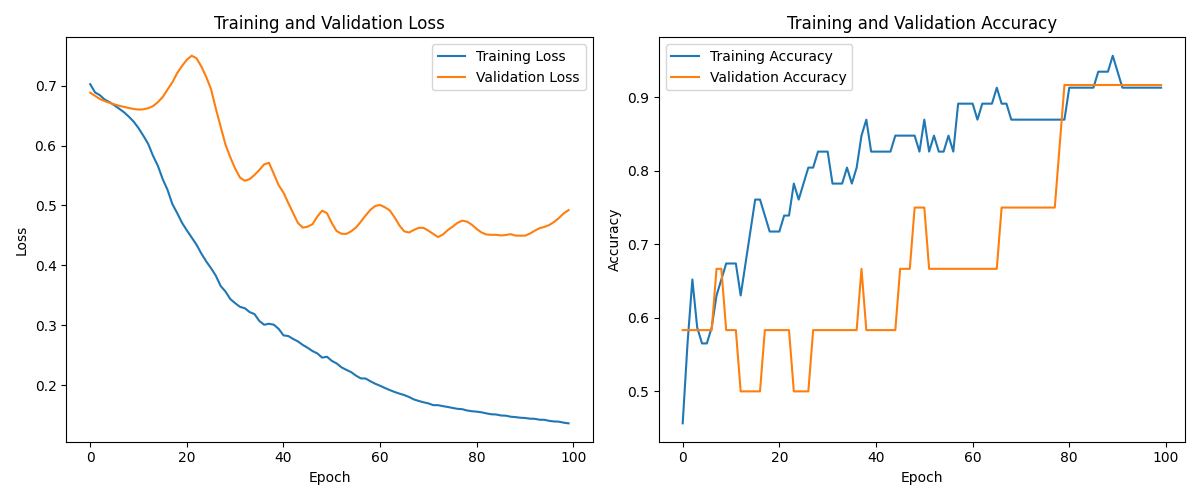 Training and Validation Loss
Training Loss
Validation Loss
Loss
0.7
0.6
0.5
0.4
0.3
0.2
0 20 40 60 80 100
Epoch
Training and Validation Accuracy
Training Accuracy
Validation Accuracy
Accuracy
0.9
0.8
0.7
0.6
0.5
0 20 40 60 80 100
Epoch